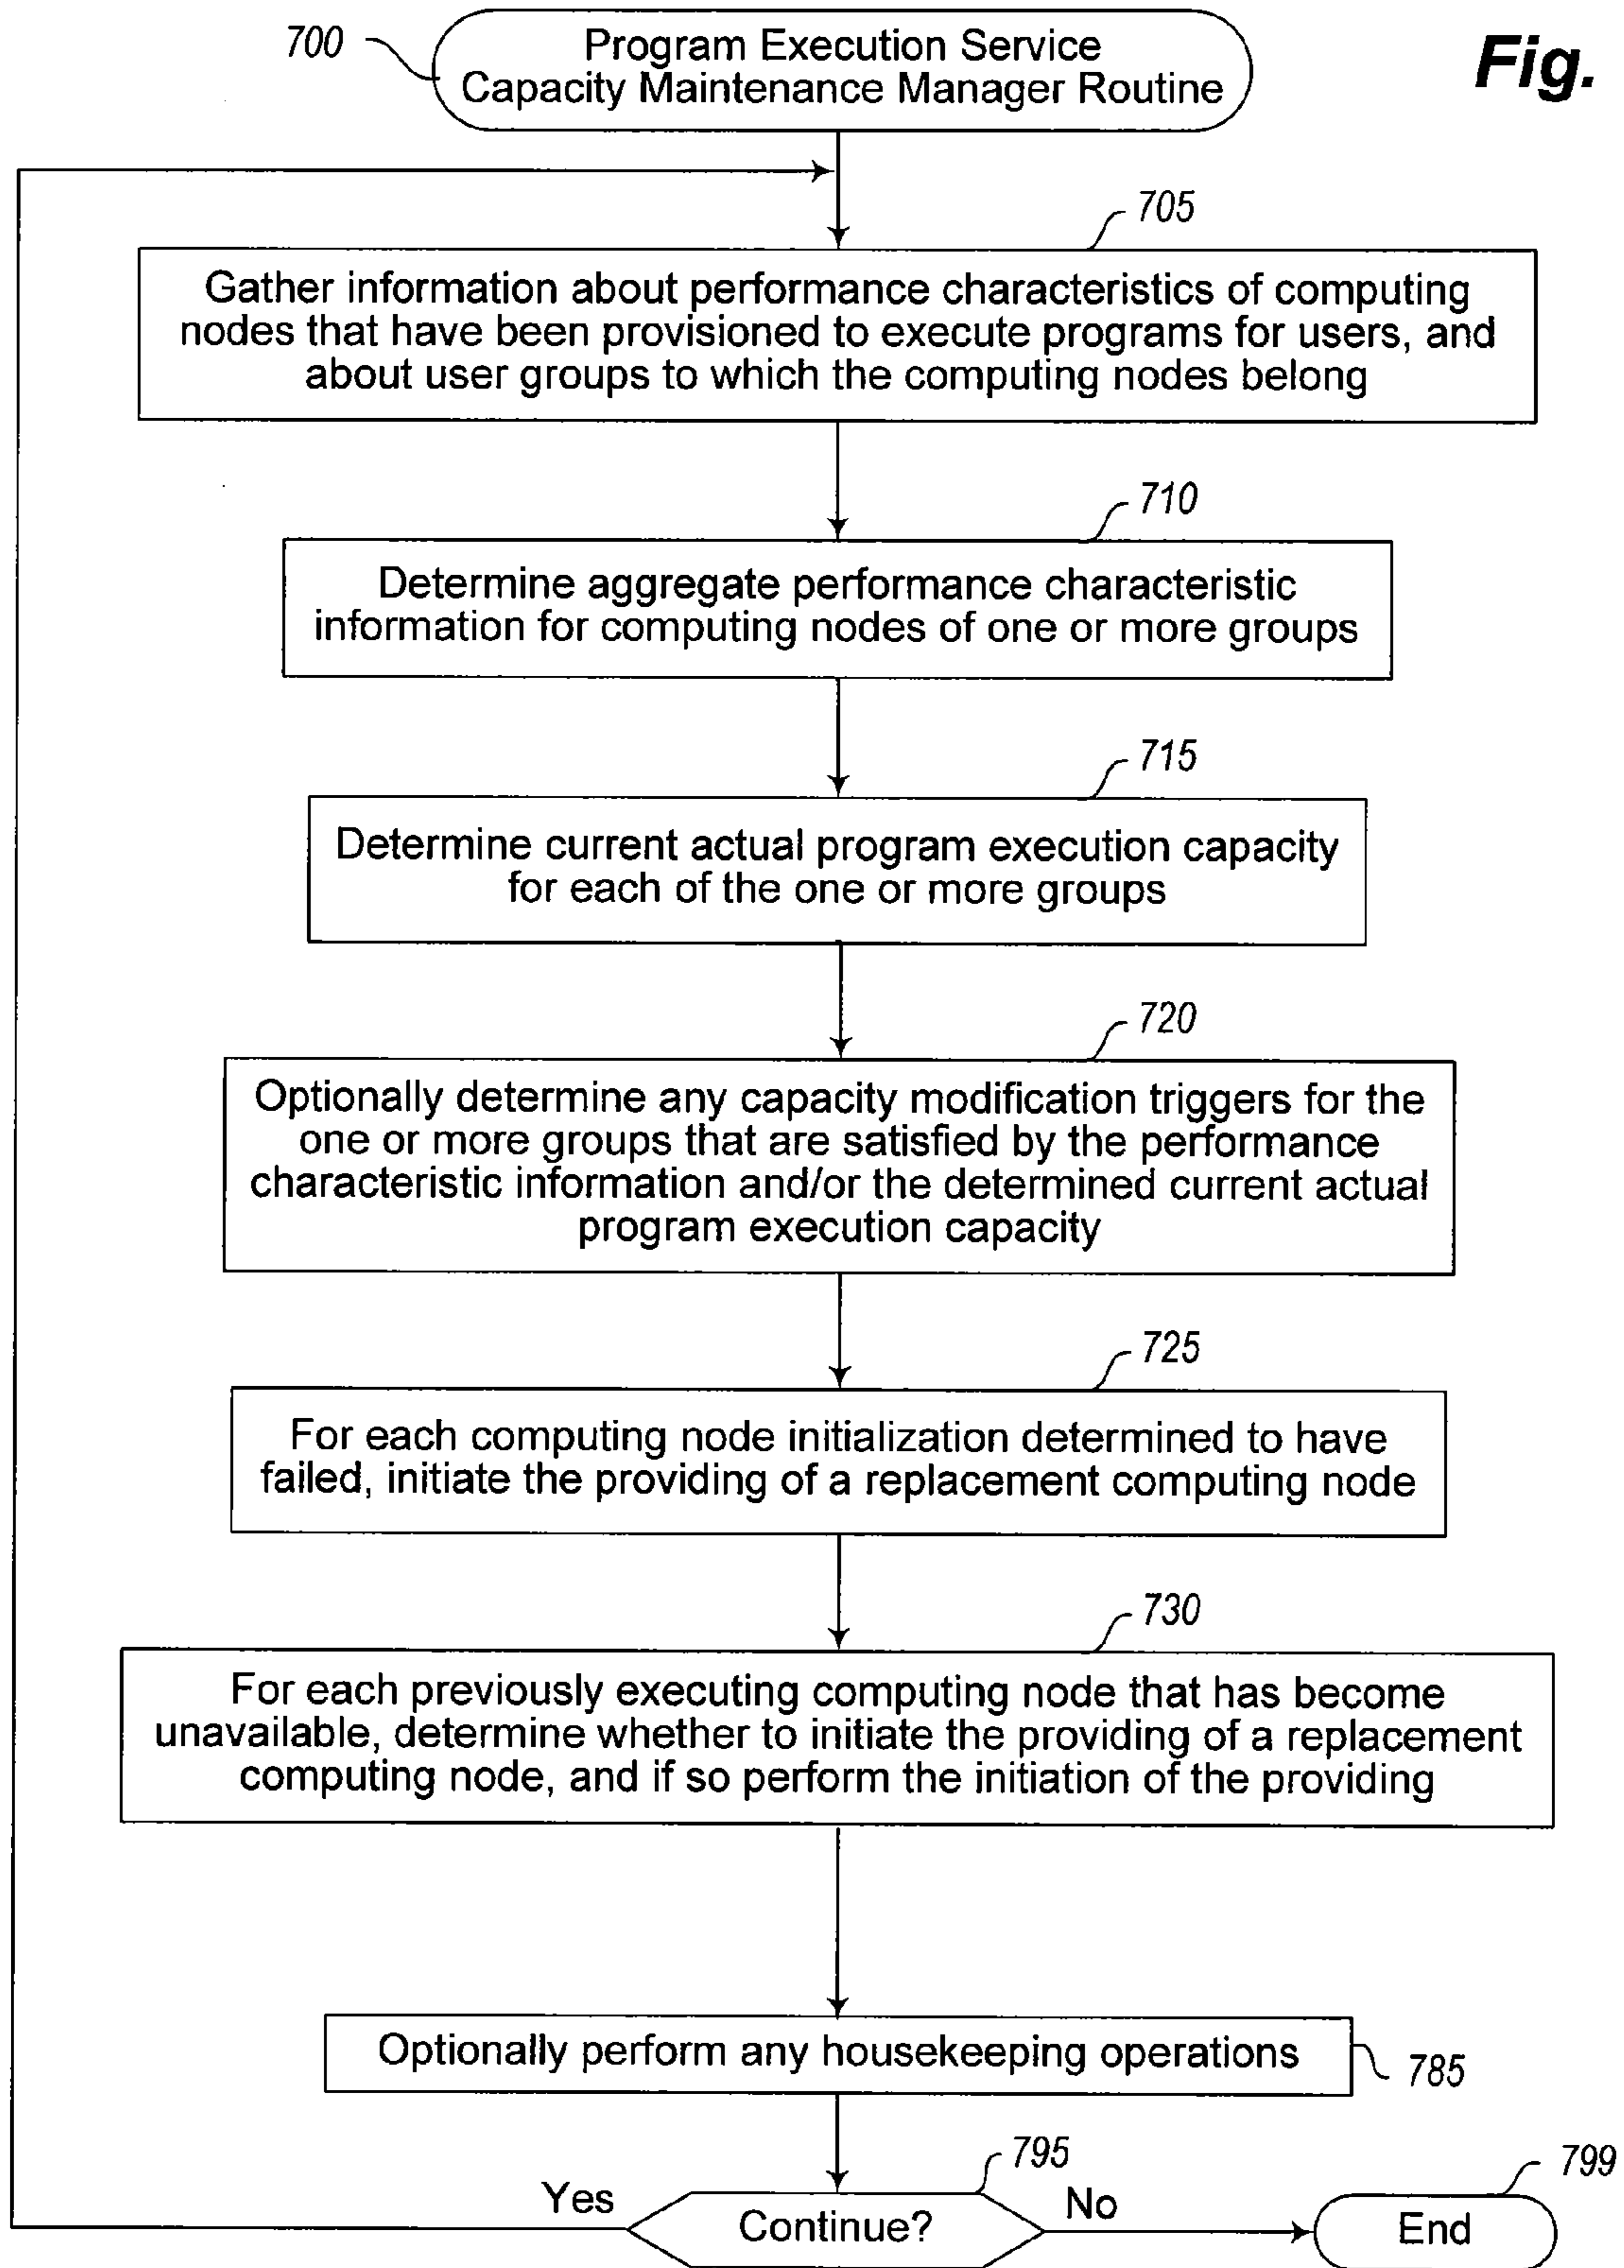 700
Program Execution Service
Capacity Maintenance Manager Routine
Fig.
705
Gather information about performance characteristics of computing
nodes that have been provisioned to execute programs for users, and
about user groups to which the computing nodes belong
710
Determine aggregate performance characteristic
information for computing nodes of one or more groups
715
Determine current actual program execution capacity
for each of the one or more groups
720
Optionally determine any capacity modification triggers for the
one or more groups that are satisfied by the performance
characteristic information and/or the determined current actual
program execution capacity
725
For each computing node initialization determined to have
failed, initiate the providing of a replacement computing node
730
For each previously executing computing node that has become
unavailable, determine whether to initiate the providing of a replacement
computing node, and if so perform the initiation of the providing
Optionally perform any housekeeping operations
785
795
799
Yes
Continue?
No
End